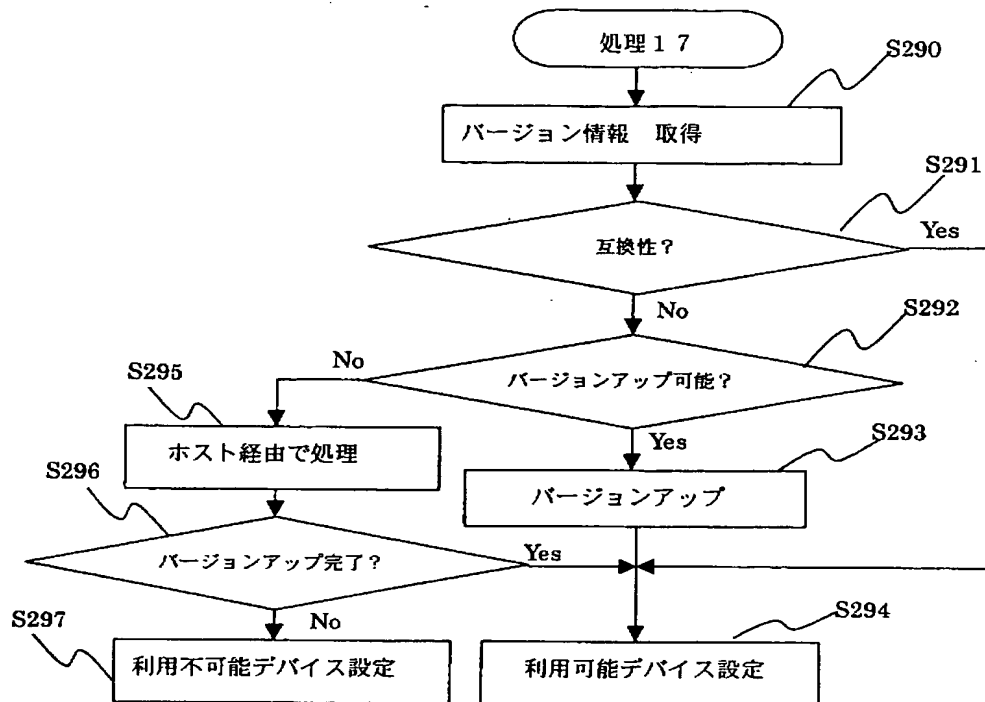 処理17
S290
バージョン情報 取得
S291
互換性?
Yes
No
S292
バージョンアップ可能?
No
S295
Yes
S293
ホスト経由で処理
バージョンアップ
S296
バージョンアップ完了?
Yes
No
S297
S294
利用不可能デバイス設定
利用可能デバイス設定